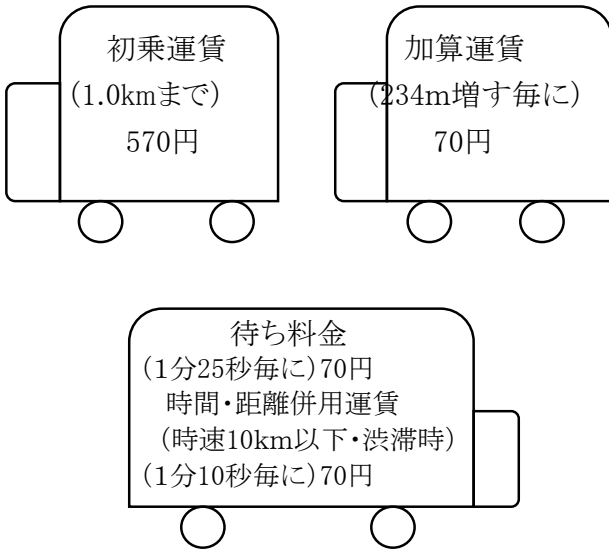 初乗運賃
(1.0kmまで)
570円
加算運賃
(234m増す毎に)
70円
待ち料金
(1分25秒毎に)70円
時間・距離併用運賃
(時速10km以下・渋滞時)
(1分10秒毎に)70円